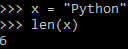 >>> x = "Python"
>>> len(x)
6